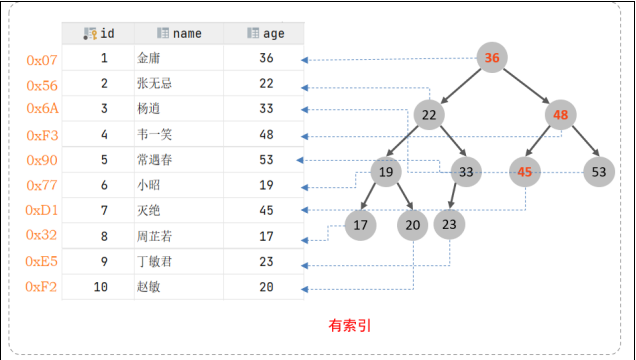 id name age
0x07 1 金庸 36
0x56 2 张无忌 22
0x6A 3 杨逍 33
0xF3 4 韦一笑 48
0x90 5 常遇春 53
0x77 6 小昭 19
0xD1 7 灭绝 45
0x32 8 周芷若 17
0xE5 9 丁敏君 23
0xF2 10 赵敏 20
36
22 48
19 33 45 53
17 20 23
有索引